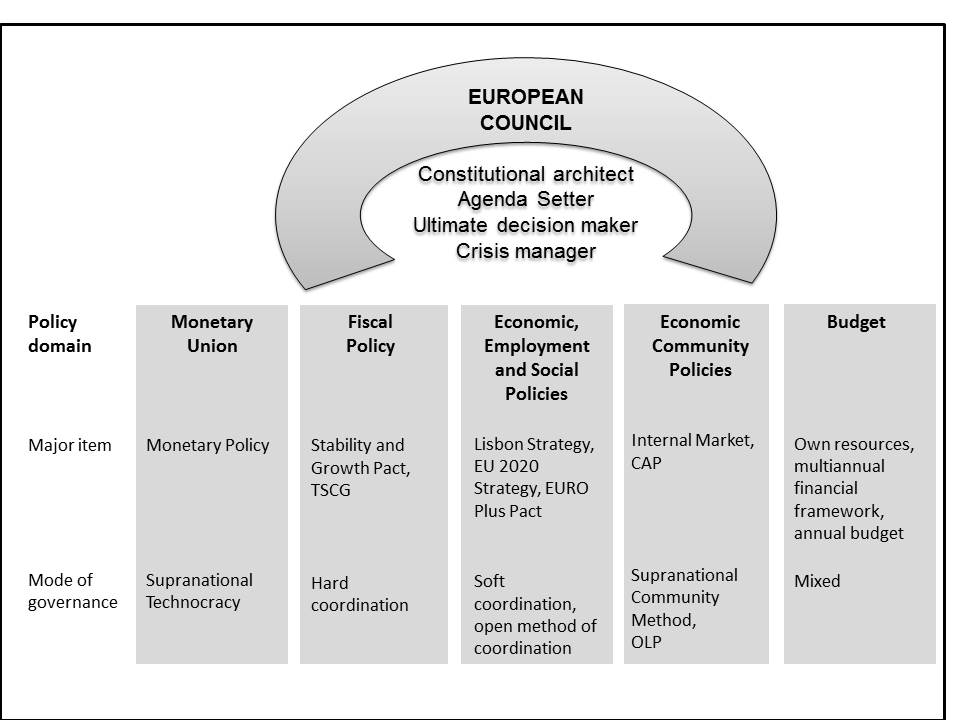 EUROPEAN
COUNCIL
Constitutional architect
Agenda Setter
Ultimate decision maker
Crisis manager
Policy
domain
Monetary
Union
Fiscal
Policy
Economic,
Employment
and Social
Policies
Economic
Community
Policies
Budget
Major item
Monetary Policy
Stability and
Growth Pact,
TSCG
Lisbon Strategy,
EU 2020
Strategy, EURO
Plus Pact
Internal Market,
CAP
Own resources,
multiannual
financial
framework,
annual budget
Mode of
governance
Supranational
Technocracy
Hard
coordination
Soft
coordination,
open method of
coordination
Supranational
Community
Method,
OLP
Mixed